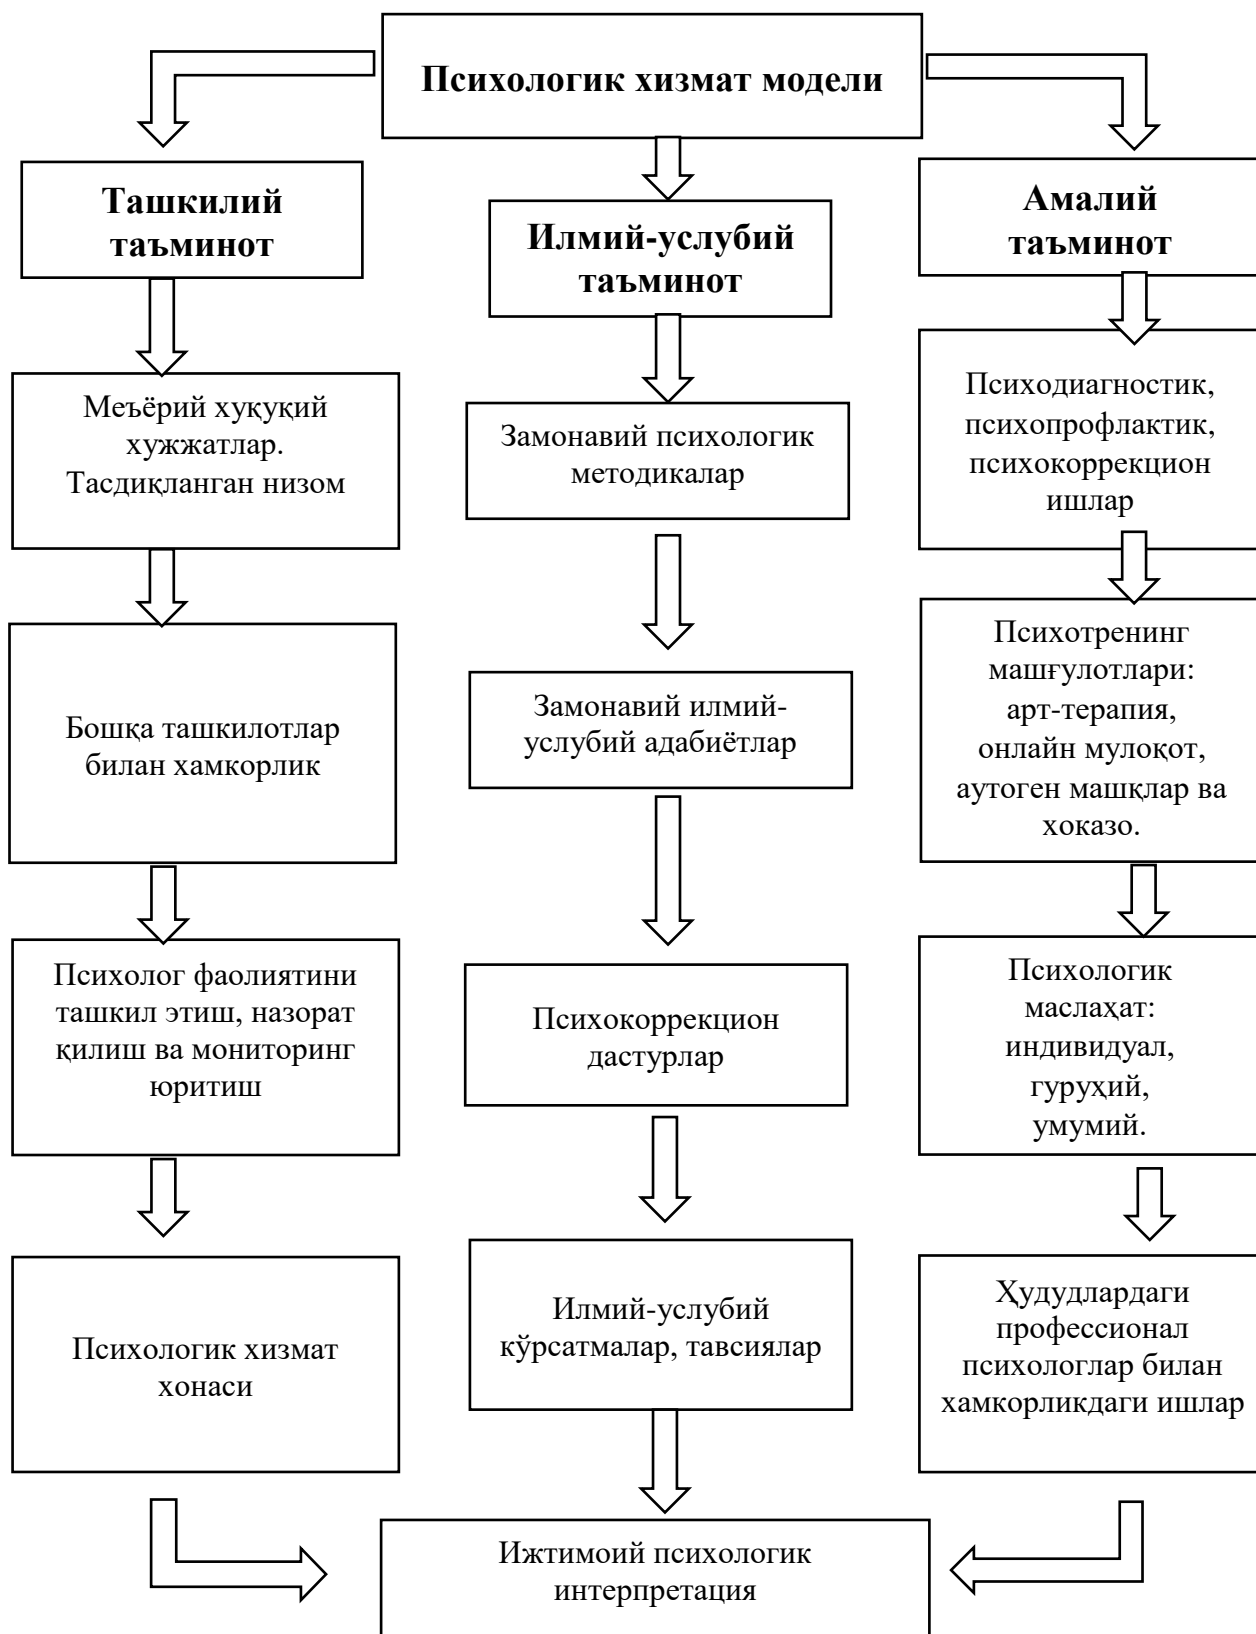 Психологик хизмат модели
Ташкилий
таъминот
Меъёрий хуқуқий
хужжатлар.
Тасдиқланган низом
Бошқа ташкилотлар
билан хамкорлик
Психолог фаолиятини
ташкил этиш, назорат
қилиш ва мониторинг
юритиш
Психологик хизмат
хонаси
Илмий-услубий
таъминот
Замонавий психологик
методикалар
Замонавий илмий-
услубий адабиётлар
Психокоррекцион
дастурлар
Илмий-услубий
кўрсатмалар, тавсиялар
Амалий
таъминот
Психодиагностик,
психопрофлактик,
психокоррекцион
ишлар
Психотренинг
машғулотлари:
арт-терапия,
онлайн мулоқот,
аутоген машқлар ва
хоказо.
Психологик
маслаҳат:
индивидуал,
гуруҳий,
умумий.
Ҳудудлардаги
профессионал
психологлар билан
хамкорликдаги ишлар
Ижтимоий психологик
интерпретация